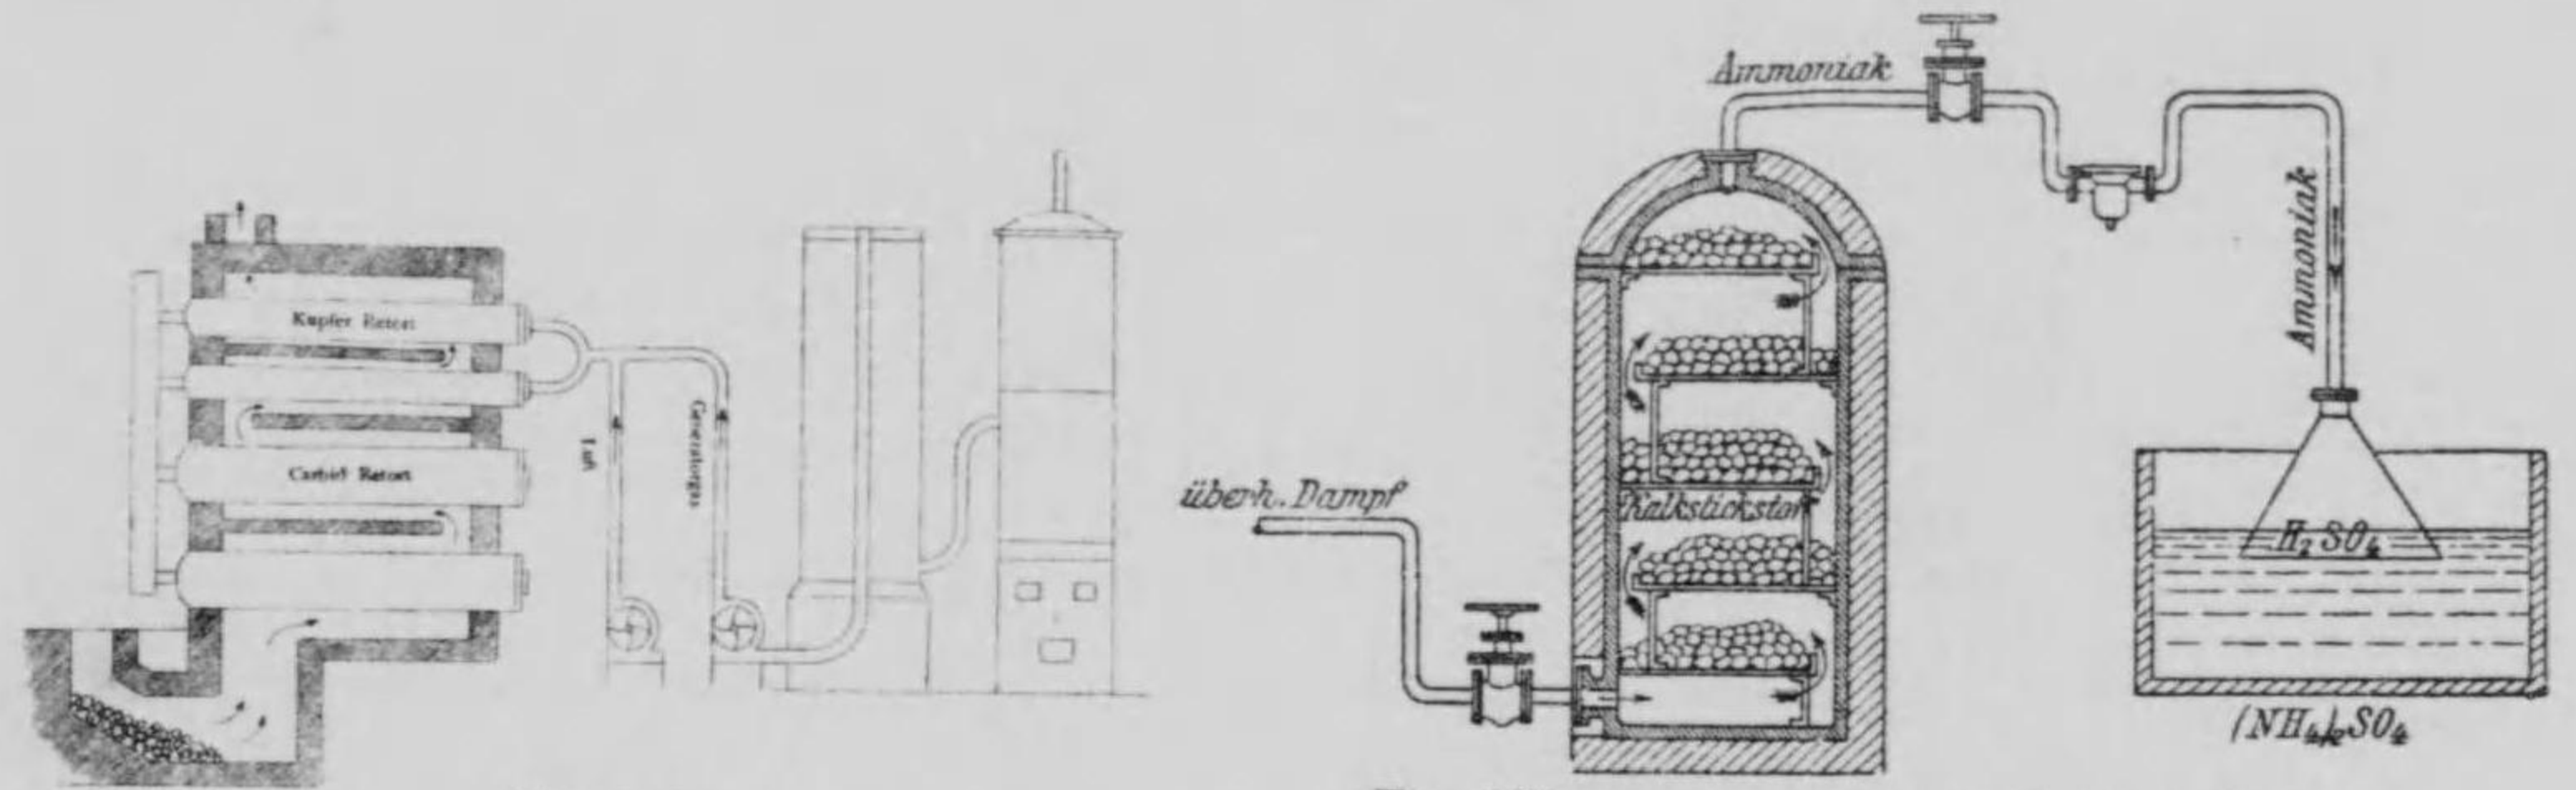 Kupfer Retort
Carbid Retort
Luft
Generatorgas
Ammoniak
Ammoniak
überh. Dampf
Kalkstickstoff
H₂SO₄
(NH₄)₂SO₄